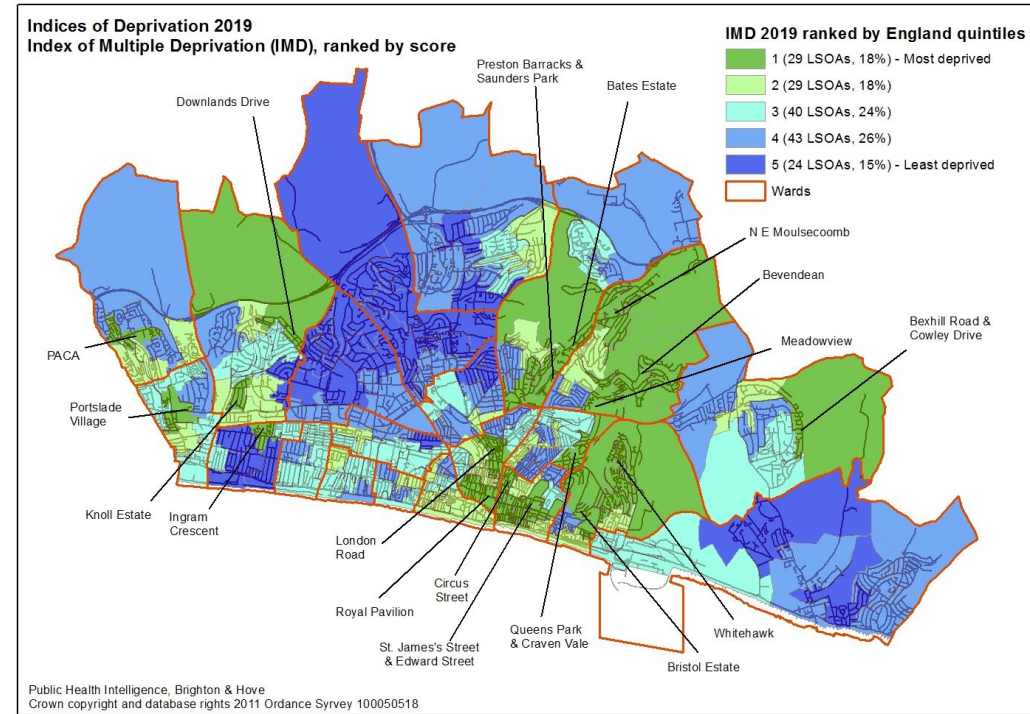 Indices of Deprivation 2019
Index of Multiple Deprivation (IMD), ranked by score
IMD 2019 ranked by England quintiles
1 (29 LSOAs, 18%) - Most deprived
2 (29 LSOAs, 18%)
3 (40 LSOAs, 24%)
4 (43 LSOAs, 26%)
5 (24 LSOAs, 15%) - Least deprived
Wards
Preston Barracks &
Saunders Park
Bates Estate
Downlands Drive
N E Moulsecoomb
Bevendean
Bexhill Road &
Cowley Drive
Meadowview
PACA
Portslade
Village
Knoll Estate
Ingram
Crescent
London
Road
Royal Pavilion
Circus
Street
St. James's Street
& Edward Street
Queens Park
& Craven Vale
Whitehawk
Bristol Estate
Public Health Intelligence, Brighton & Hove
Crown copyright and database rights 2011 Ordance Syrvey 100050518